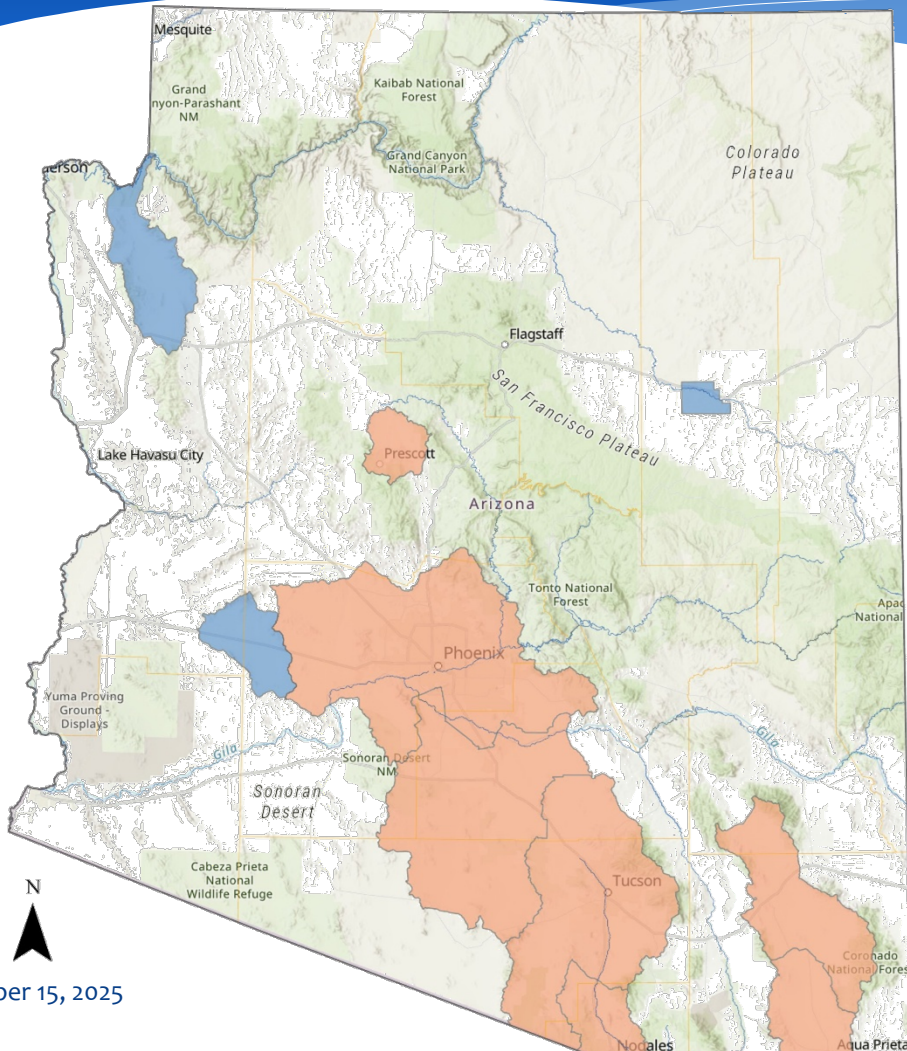 Mesquite
Grand
nyon-Parashant
NM
Kaibab National
Forest
Grand Canyon
National Park
Colorado
Plateau
erson
Flagstaff
San Francisco Plateau
Lake Havasu City
Prescott
Arizona
Tonto National
Forest
Apac
National
Phoenix
Yuma Proving
Ground -
Displays
Gila
Gila
Sonoran Desert
NM
Sonoran
Desert
Cabeza Prieta
National
Wildlife Refuge
Tucson
N
Coronado
National Fores
ber 15, 2025
Nogales
Agua Prieta